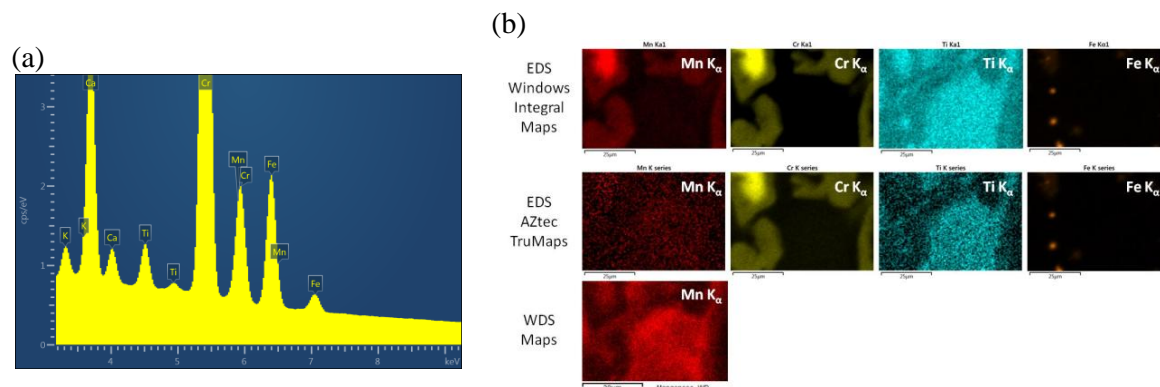 (a)
Ca
Cr
Mn
Cr
Fe
K
K
Ca
Ti
Ti
Mn
Fe
3
2
1
0
cps/eV
4
5
6
7
8
keV
(b)
Mn Ka1
Cr Ka1
Ti Ka1
Fe Kα1
EDS
Windows
Integral
Maps
Mn Kα
Cr Kα
Ti Kα
Fe Kα
25μm
25μm
25μm
25μm
Mn K series
Cr K series
Ti K series
Fe K series
EDS
AZtec
TruMaps
Mn Kα
Cr Kα
Ti Kα
Fe Kα
25μm
25μm
25μm
25μm
WDS
Maps
Mn Kα